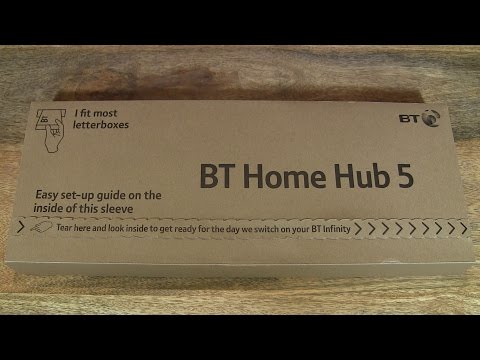 I fit most
letterboxes
BT
BT Home Hub 5
Easy set-up guide on the
inside of this sleeve
Tear here and look inside to get ready for the day we switch on your BT Infinity